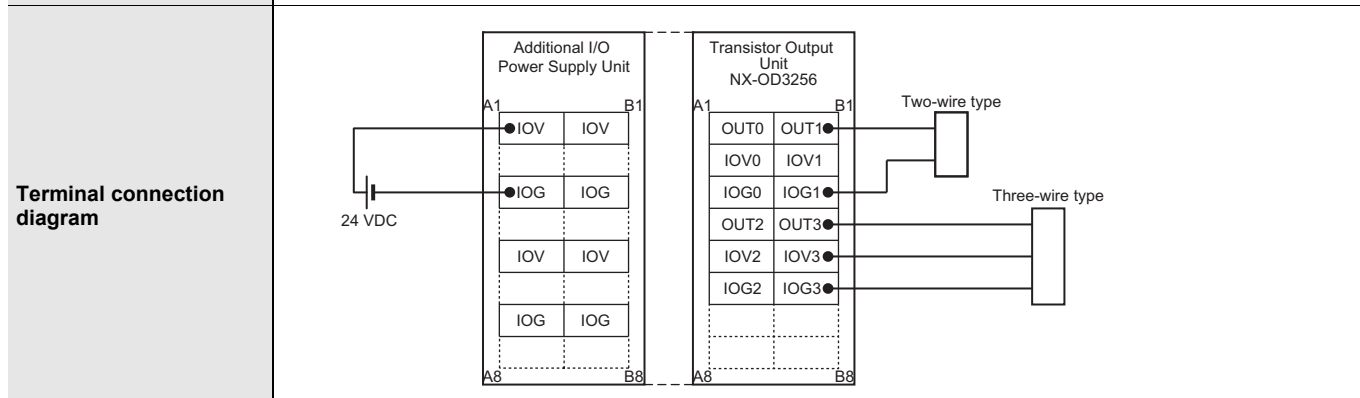 Terminal connection
diagram
Additional I/O
Power Supply Unit
A1
B1
IOV IOV
IOG IOG
IOV IOV
IOG IOG
A8
B8
24 VDC
Transistor Output
Unit
NX-OD3256
A1
B1
OUT0 OUT1
IOV0 IOV1
IOG0 IOG1
OUT2 OUT3
IOV2 IOV3
IOG2 IOG3
A8
B8
Two-wire type
Three-wire type